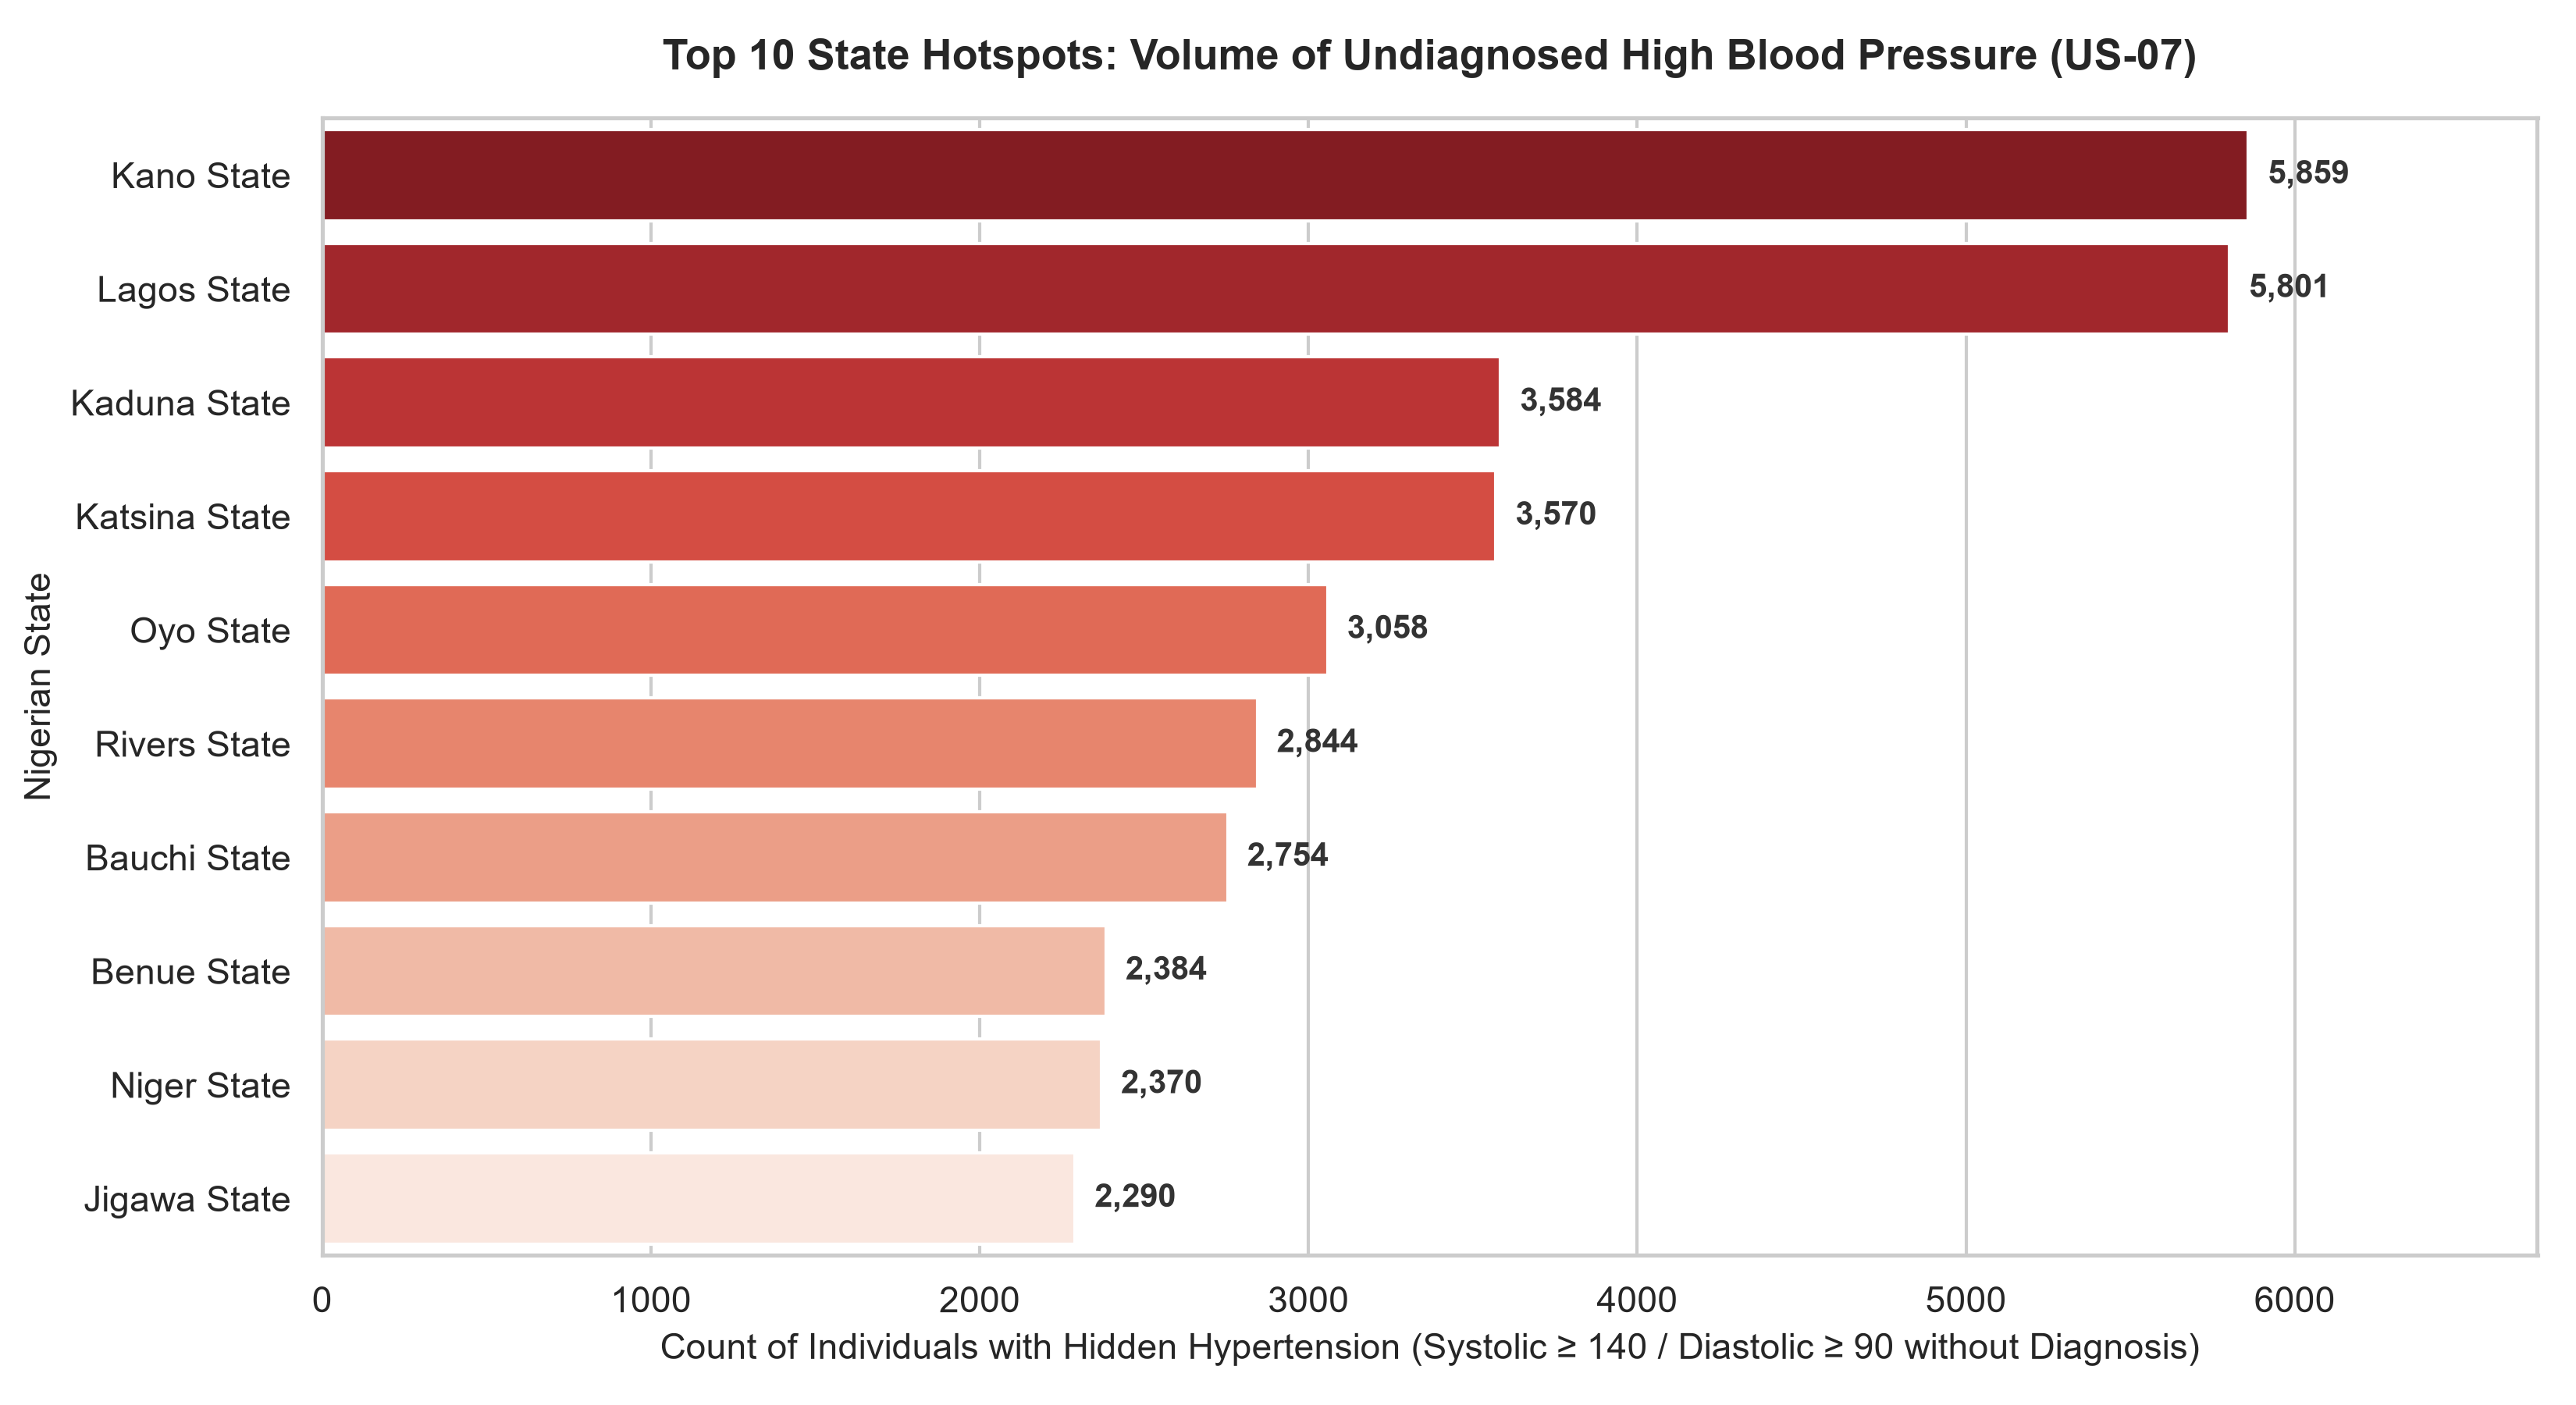 Top 10 State Hotspots: Volume of Undiagnosed High Blood Pressure (US-07)
Nigerian State
Kano State 5,859
Lagos State 5,801
Kaduna State 3,584
Katsina State 3,570
Oyo State 3,058
Rivers State 2,844
Bauchi State 2,754
Benue State 2,384
Niger State 2,370
Jigawa State 2,290
0 1000 2000 3000 4000 5000 6000
Count of Individuals with Hidden Hypertension (Systolic ≥ 140 / Diastolic ≥ 90 without Diagnosis)